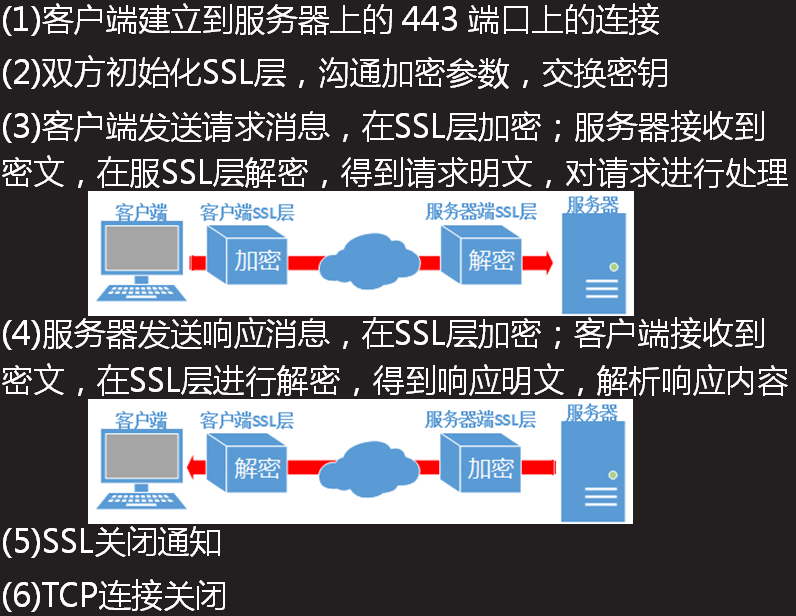 (1)客户端建立到服务器上的 443 端口上的连接
(2)双方初始化SSL层，沟通加密参数，交换密钥
(3)客户端发送请求消息，在SSL层加密；服务器接收到
密文，在服SSL层解密，得到请求明文，对请求进行处理
客户端 客户端SSL层 服务器端SSL层 服务器
加密 解密
(4)服务器发送响应消息，在SSL层加密；客户端接收到
密文，在SSL层进行解密，得到响应明文，解析响应内容
客户端 客户端SSL层 服务器端SSL层 服务器
解密 加密
(5)SSL关闭通知
(6)TCP连接关闭